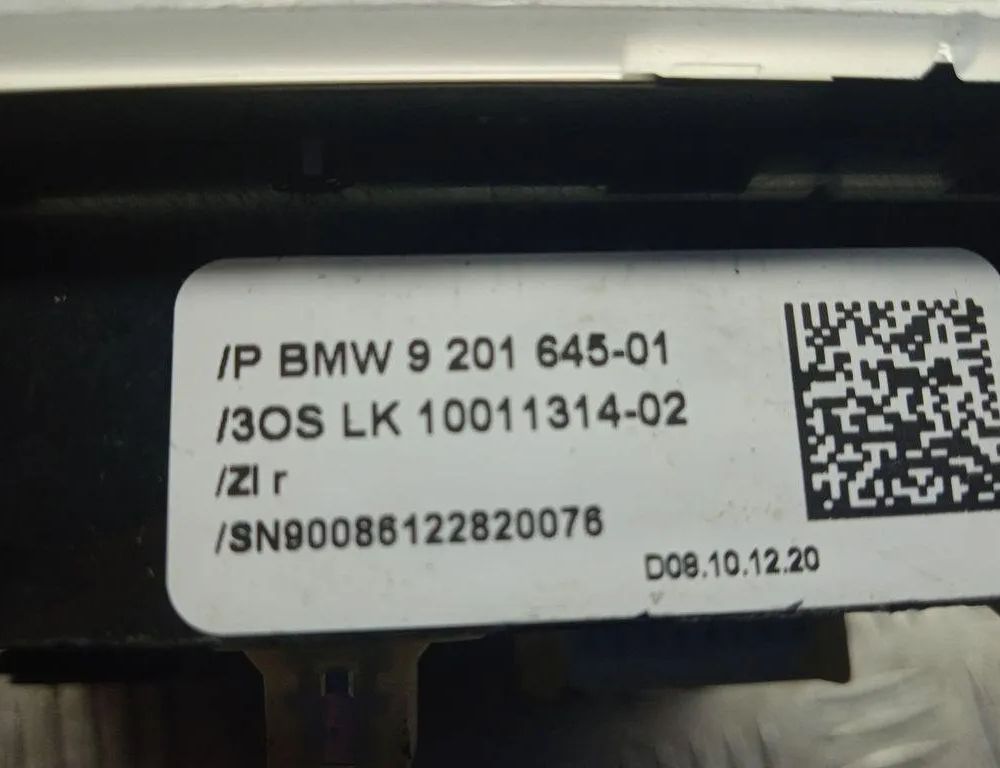 /P BMW 9 201 645-01
/3OS LK 10011314-02
/ZI r
/SN90086122820076
D08.10.12.20